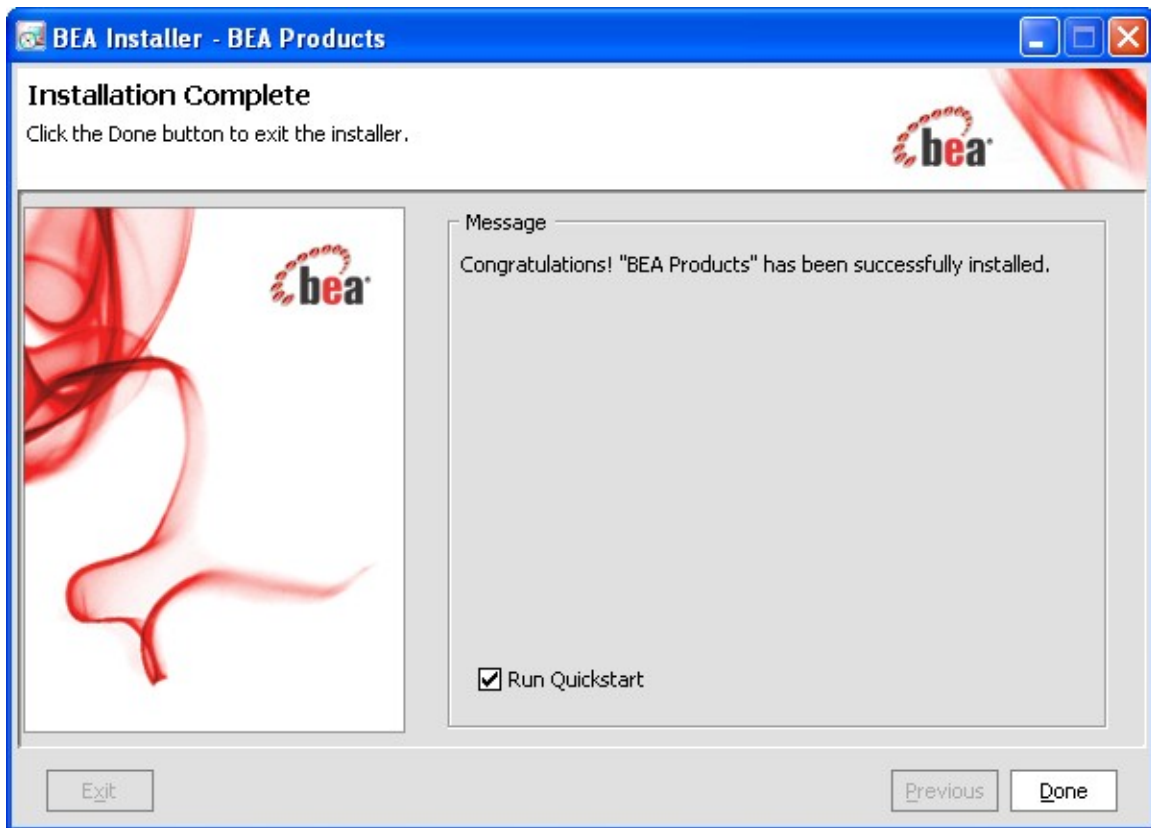 BEA Installer - BEA Products
Installation Complete
Click the Done button to exit the installer.
bea
bea
Message
Congratulations! "BEA Products" has been successfully installed.
Run Quickstart
Exit
Previous
Done